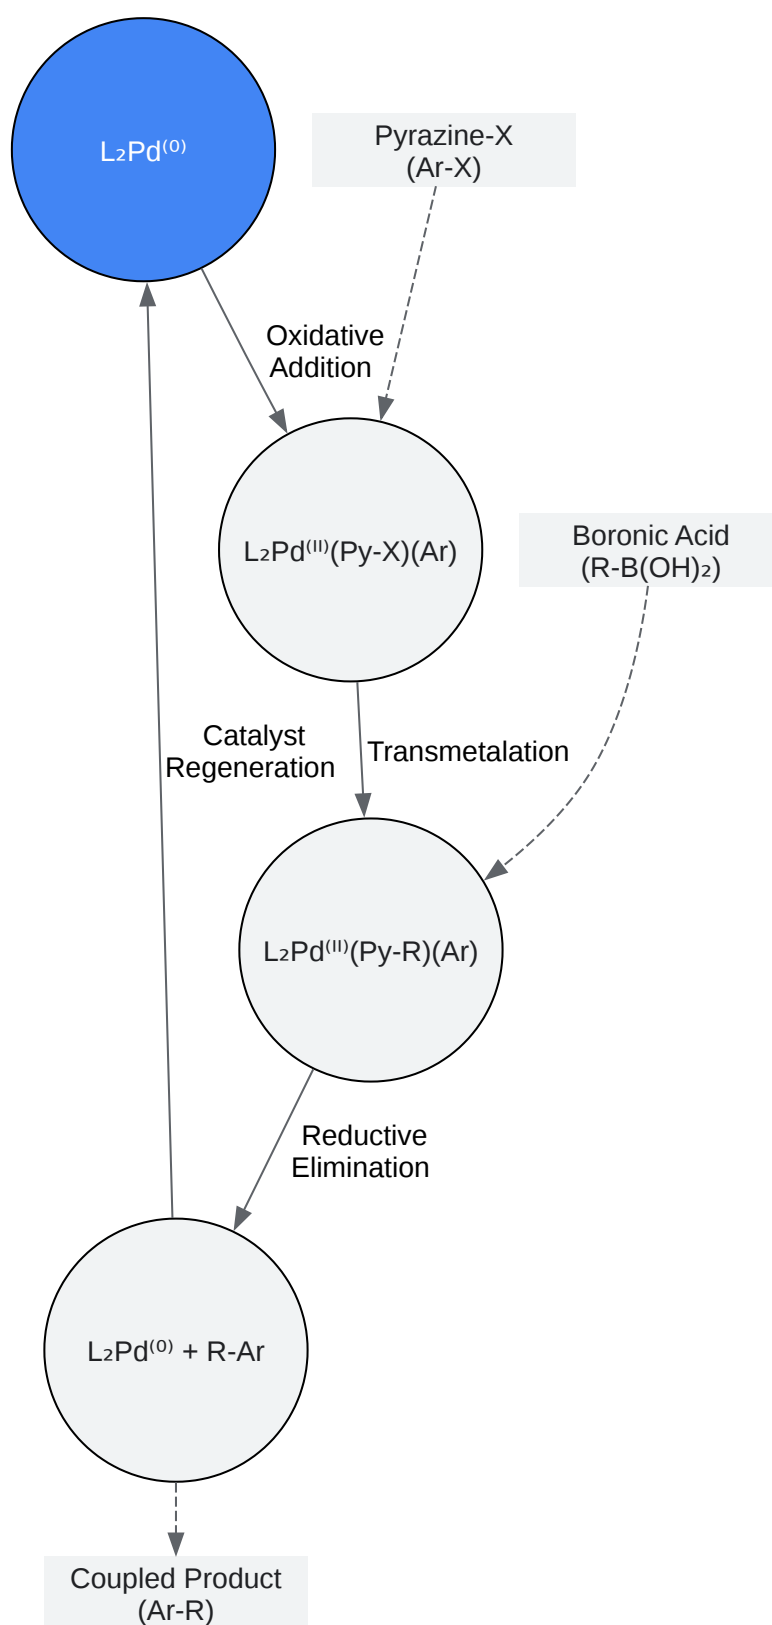 L₂Pd⁽⁰⁾
Pyrazine-X
(Ar-X)
Oxidative
Addition
L₂Pd⁽ᴵᴵ⁾(Py-X)(Ar)
Boronic Acid
(R-B(OH)₂)
Catalyst
Regeneration
Transmetalation
L₂Pd⁽ᴵᴵ⁾(Py-R)(Ar)
Reductive
Elimination
L₂Pd⁽⁰⁾ + R-Ar
Coupled Product
(Ar-R)